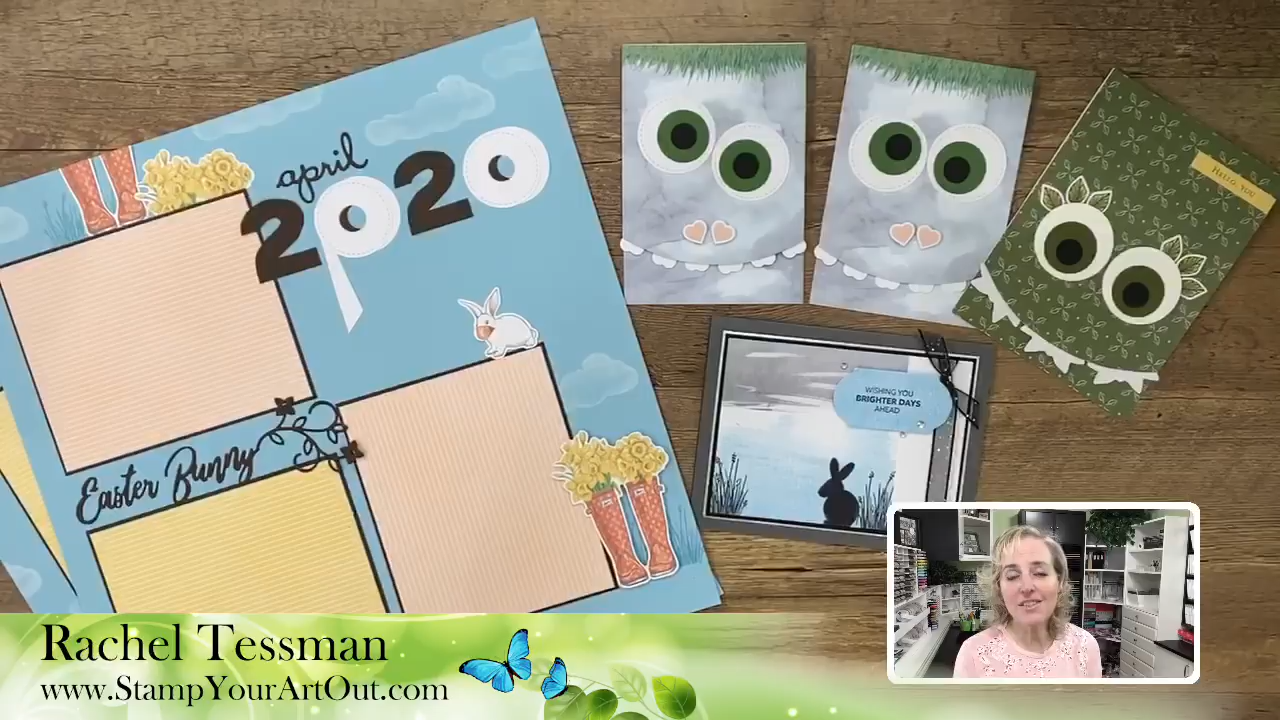 april
2020
Easter Bunny
Hello You
WISHING YOU
BRIGHTER DAYS
AHEAD
Rachel Tessman
www.StampYourArtOut.com